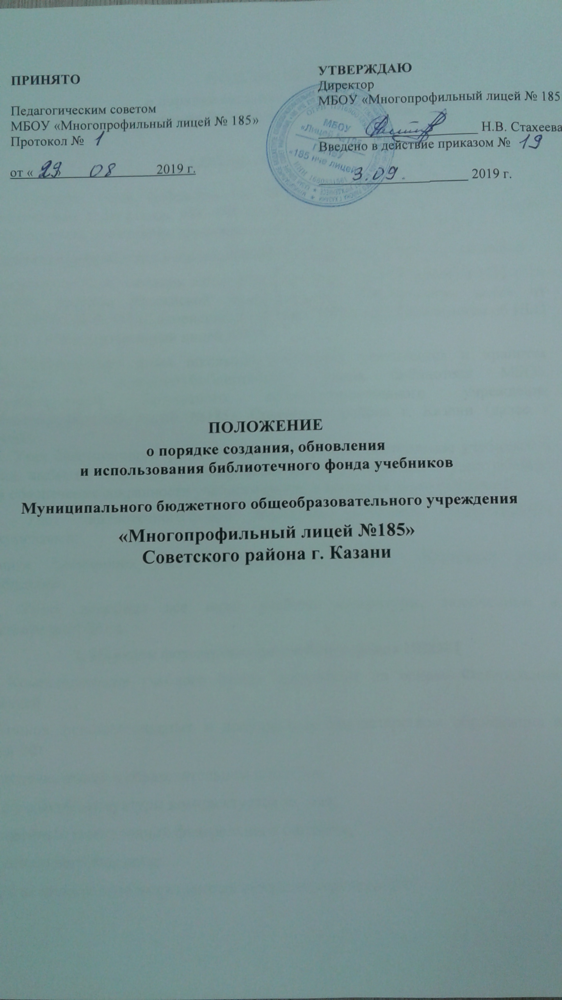 ПРИНЯТО
Педагогическим советом
МБОУ «Многопрофильный лицей № 185»
Протокол № 1
от « 29 08 2019 г.
УТВЕРЖДАЮ
Директор
МБОУ «Многопрофильный лицей № 185
Н.В. Стахеева
Введено в действие приказом № 19
3.09. 2019 г.
МБОУ
«Лицей №185»
«185 нче лицей»
ПОЛОЖЕНИЕ
о порядке создания, обновления
и использования библиотечного фонда учебников
Муниципального бюджетного общеобразовательного учреждения
«Многопрофильный лицей №185»
Советского района г. Казани